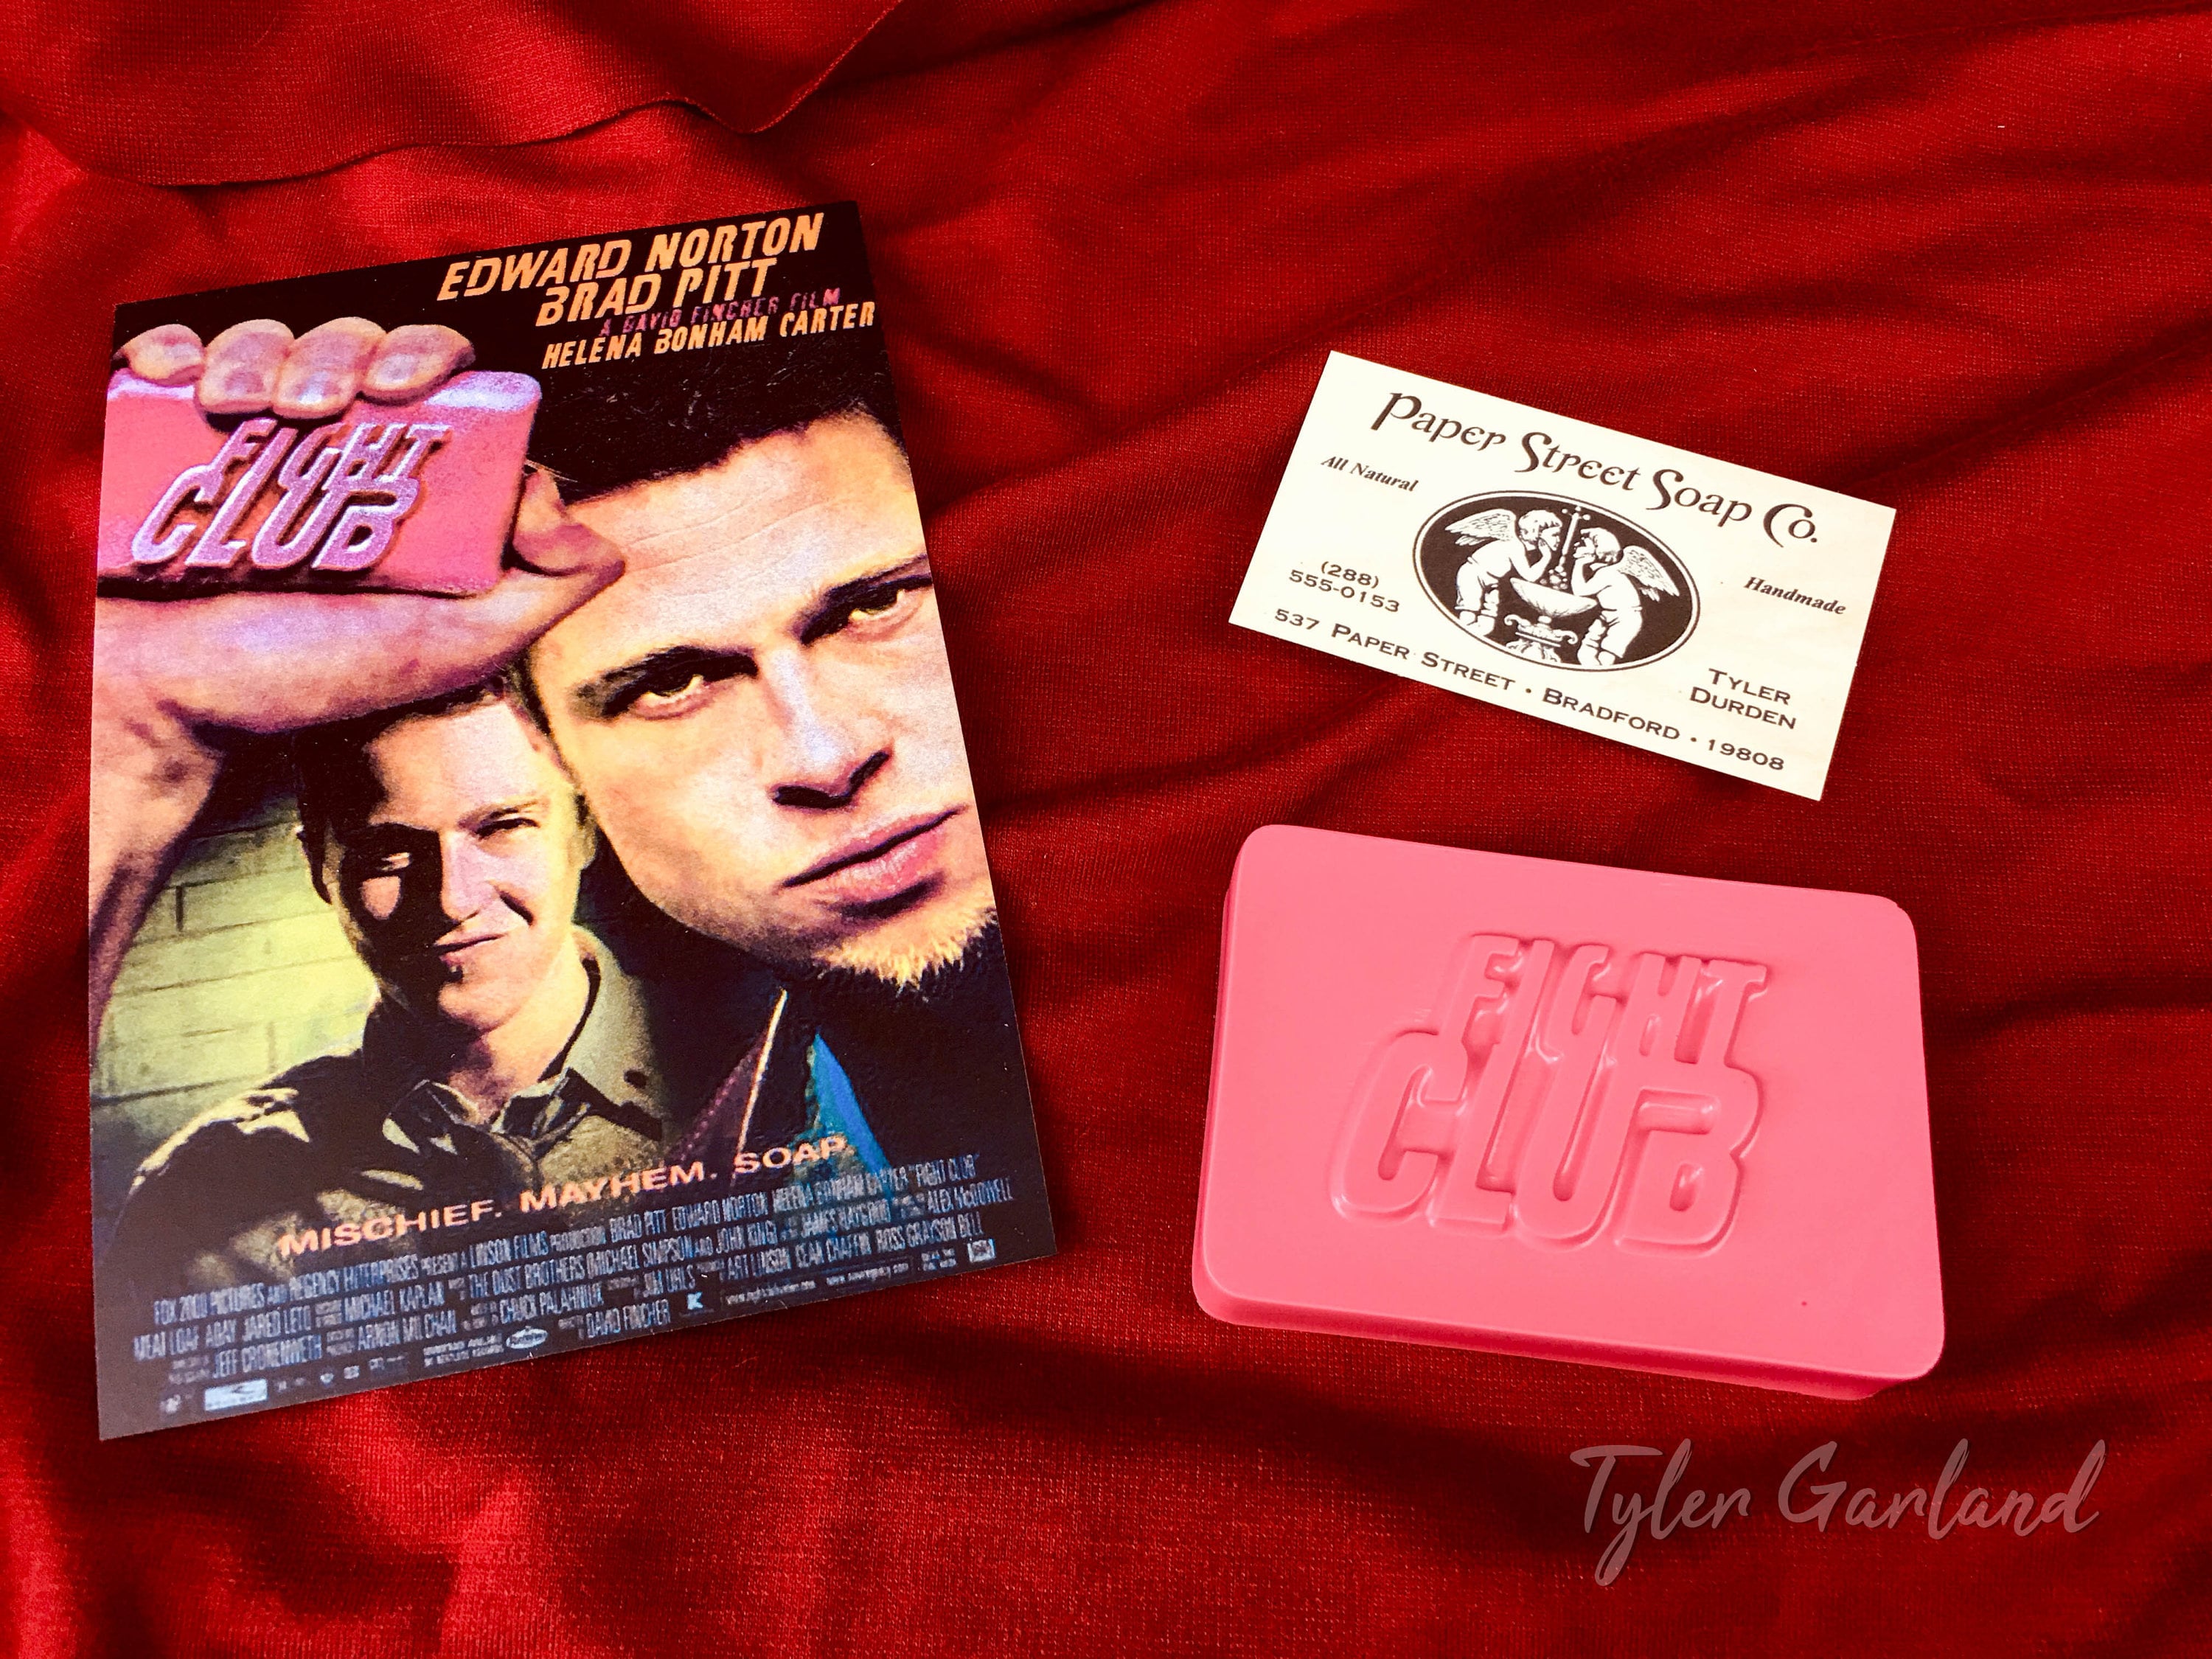 EDWARD NORTON
BRAD PITT
A DAVID FINCHER FILM
HELENA BONHAM CARTER
FIGHT
CLUB
MISCHIEF. MAYHEM. SOAP.
FOX 2000 PICTURES AND REGENCY ENTERPRISES PRESENT A LINSON FILMS PRODUCTION BRAD PITT EDWARD NORTON HELENA BONHAM CARTER "FIGHT CLUB"
MEAT LOAF ADAY JARED LETO MICHAEL KAPLAN THE DUST BROTHERS (MICHAEL SIMPSON AND JOHN KING) JAMES HAYGOOD ALEX McDOWELL
JEFF CRONENWETH ARNON MILCHAN CHUCK PALAHNIUK JIM UHLS ART LINSON CEAN CHAFFIN ROSS GRAYSON BELL
DAVID FINCHER
Paper Street Soap Co.
All Natural
Handmade
(288)
555-0153
TYLER
DURDEN
537 PAPER STREET • BRADFORD • 19808
FIGHT
CLUB
Tyler Garland